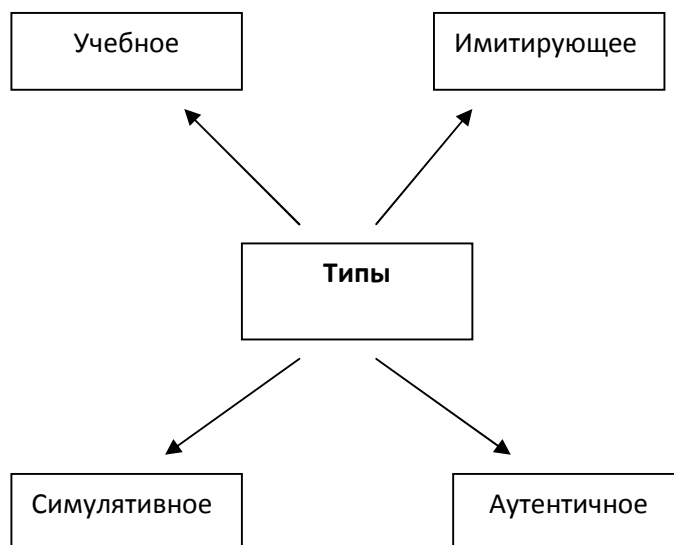 Учебное
Имитирующее
Типы
Симулятивное
Аутентичное